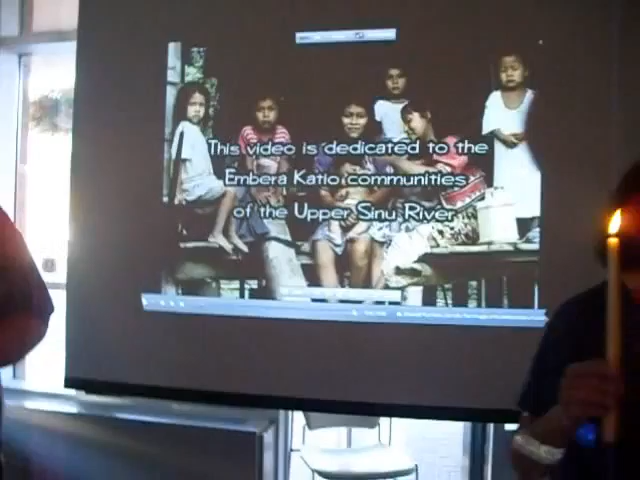 This video is dedicated to the
Embera Katio communities
of the Upper Sinu River